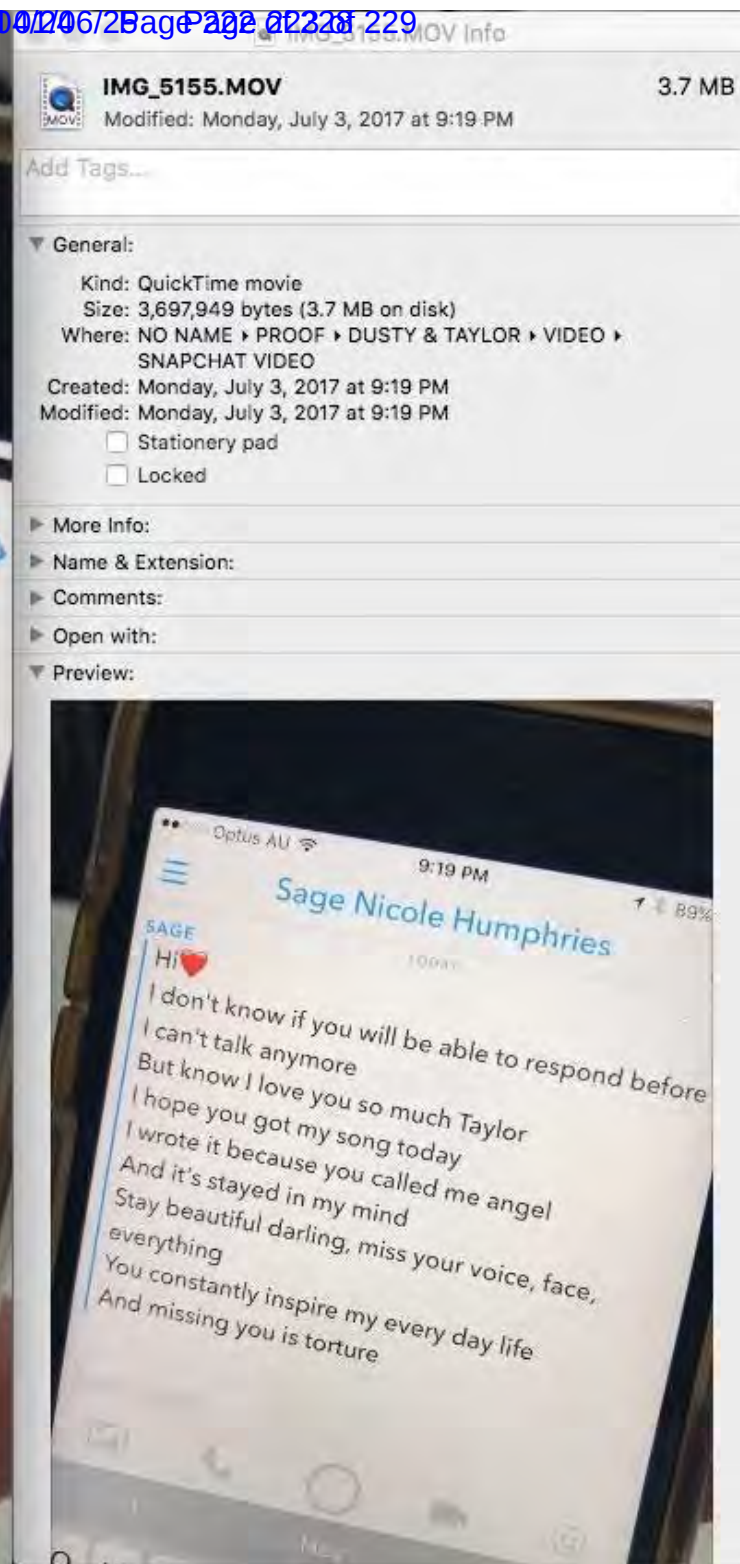 IMG_5155.MOV Info
IMG_5155.MOV
3.7 MB
Modified: Monday, July 3, 2017 at 9:19 PM
Add Tags...
▼ General:
Kind: QuickTime movie
Size: 3,697,949 bytes (3.7 MB on disk)
Where: NO NAME ▸ PROOF ▸ DUSTY & TAYLOR ▸ VIDEO ▸
SNAPCHAT VIDEO
Created: Monday, July 3, 2017 at 9:19 PM
Modified: Monday, July 3, 2017 at 9:19 PM
Stationery pad
Locked
▶ More Info:
▶ Name & Extension:
▶ Comments:
▶ Open with:
▼ Preview:
Optus AU
9:19 PM
89%
Sage Nicole Humphries
TODAY
SAGE
Hi❤️
I don't know if you will be able to respond before
I can't talk anymore
But know I love you so much Taylor
I hope you got my song today
I wrote it because you called me angel
And it's stayed in my mind
Stay beautiful darling, miss your voice, face,
everything
You constantly inspire my every day life
And missing you is torture